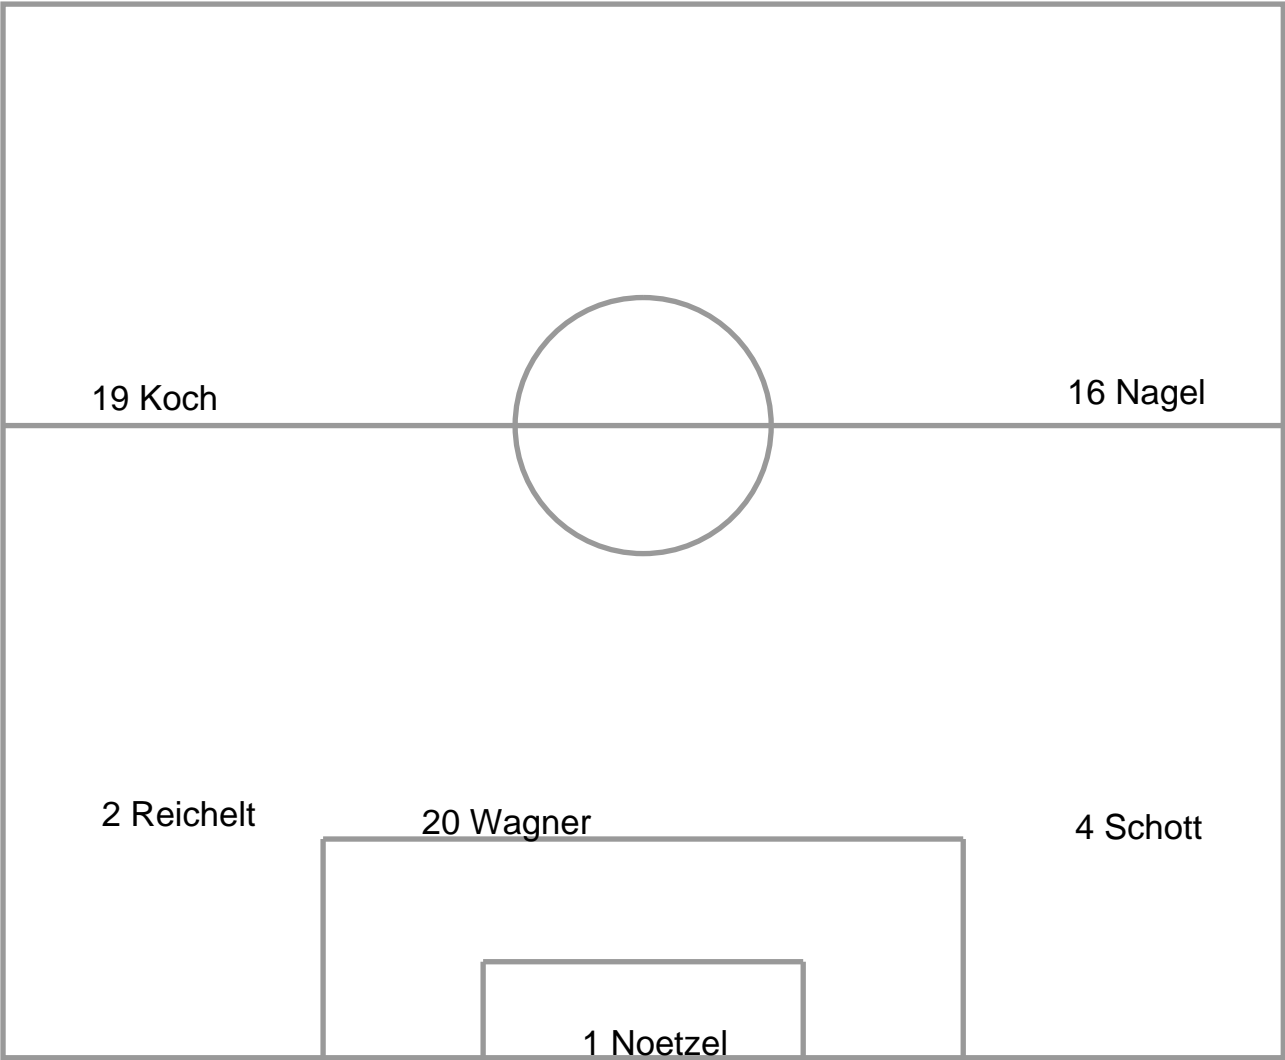 19 Koch
16 Nagel
2 Reichelt
20 Wagner
4 Schott
1 Noetzel